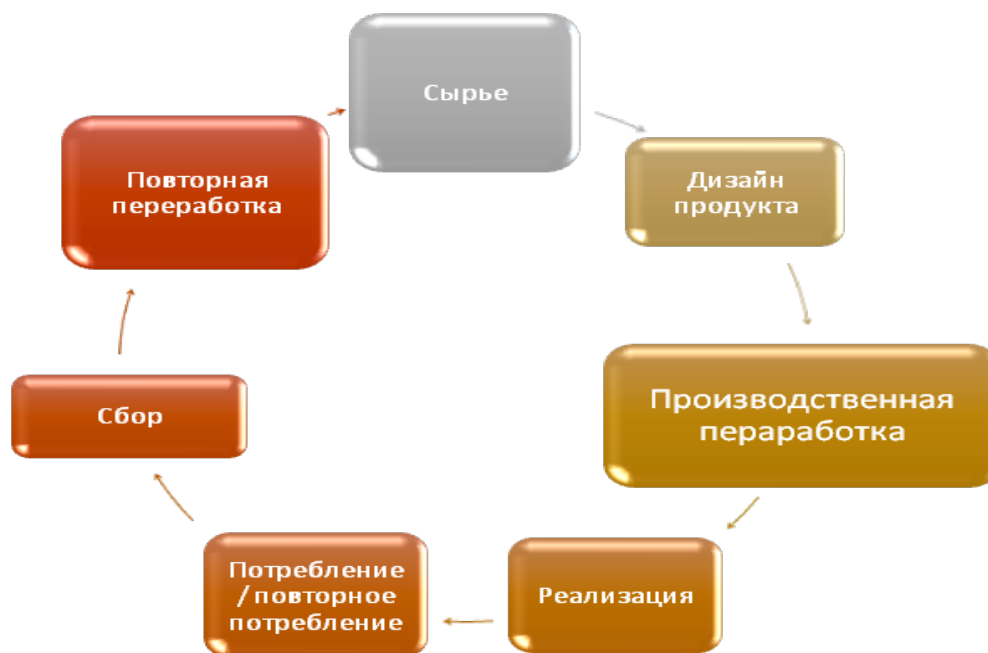 Сырье
Дизайн
продукта
Производственная
пераработка
Реализация
Потребление
/ повторное
потребление
Сбор
Повторная
переработка